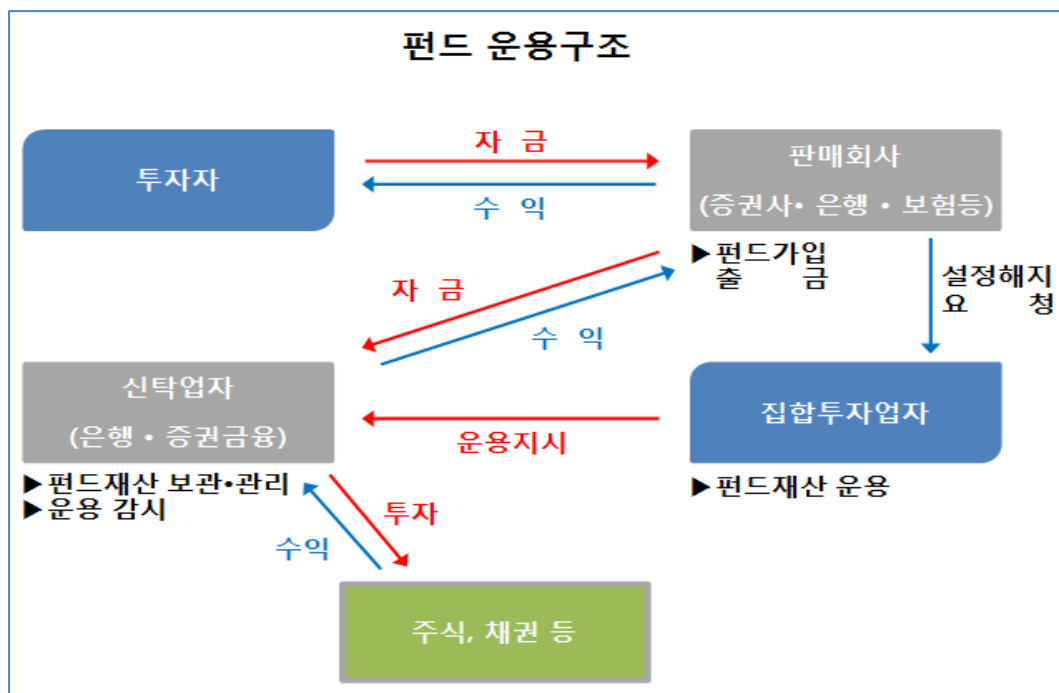 펀드 운용구조
투자자
자 금
수 익
판매회사
(증권사• 은행 • 보험등)
▶펀드가입
출 금
설정해지
요 청
자 금
수 익
신탁업자
(은행 • 증권금융)
▶펀드재산 보관•관리
▶운용 감시
운용지시
집합투자업자
▶펀드재산 운용
투자
수익
주식, 채권 등